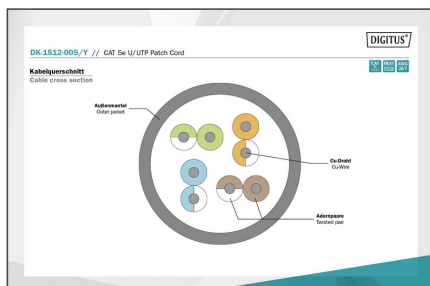 DIGITUS®
DK-1512-005/Y // CAT 5e U/UTP Patch Cord
Kabelquerschnitt
Cable cross section
Außenmantel
Outer jacket
Cu-Draht
Cu-Wire
Adernpaare
Twisted pair